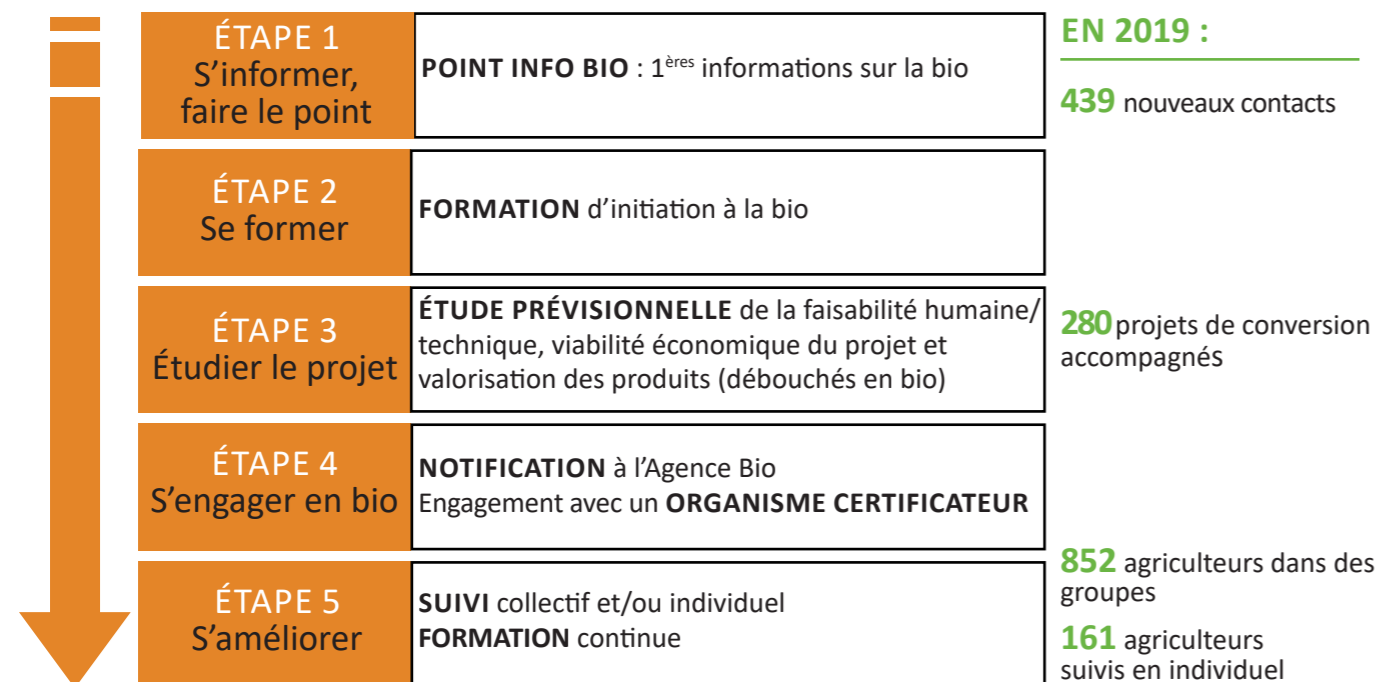 ÉTAPE 1
S'informer,
faire le point
POINT INFO BIO : 1ères informations sur la bio
EN 2019 :
439 nouveaux contacts
ÉTAPE 2
Se former
FORMATION d'initiation à la bio
ÉTAPE 3
Étudier le projet
ÉTUDE PRÉVISIONNELLE de la faisabilité humaine/
technique, viabilité économique du projet et
valorisation des produits (débouchés en bio)
280 projets de conversion
accompagnés
ÉTAPE 4
S'engager en bio
NOTIFICATION à l'Agence Bio
Engagement avec un ORGANISME CERTIFICATEUR
ÉTAPE 5
S'améliorer
SUIVI collectif et/ou individuel
FORMATION continue
852 agriculteurs dans des
groupes
161 agriculteurs
suivis en individuel